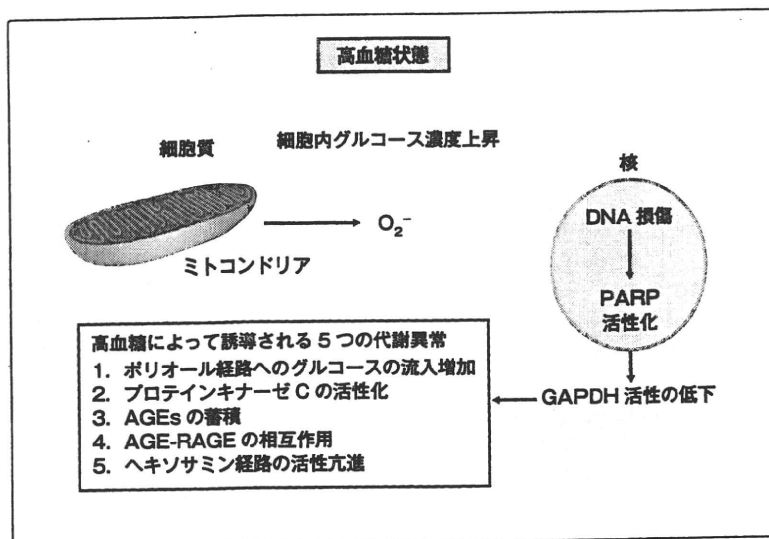 高血糖状態
細胞質
細胞内グルコース濃度上昇
核
ミトコンドリア
O₂⁻
DNA 損傷
PARP
活性化
GAPDH 活性の低下
高血糖によって誘導される 5 つの代謝異常
1. ポリオール経路へのグルコースの流入増加
2. プロテインキナーゼ C の活性化
3. AGEs の蓄積
4. AGE-RAGE の相互作用
5. ヘキソサミン経路の活性亢進